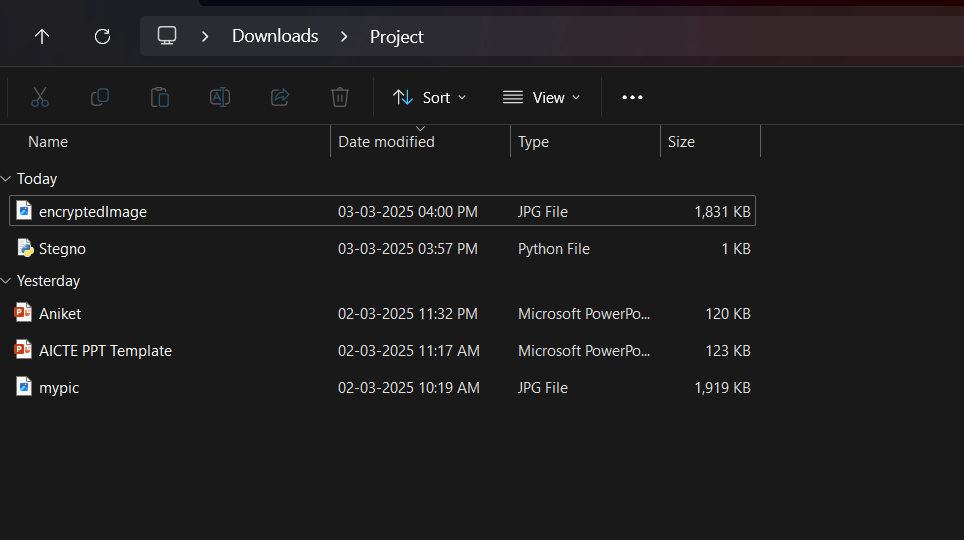 Downloads > Project
Sort View •••
Name Date modified Type Size
Today
encryptedImage 03-03-2025 04:00 PM JPG File 1,831 KB
Stegno 03-03-2025 03:57 PM Python File 1 KB
Yesterday
Aniket 02-03-2025 11:32 PM Microsoft PowerPo... 120 KB
AICTE PPT Template 02-03-2025 11:17 AM Microsoft PowerPo... 123 KB
mypic 02-03-2025 10:19 AM JPG File 1,919 KB